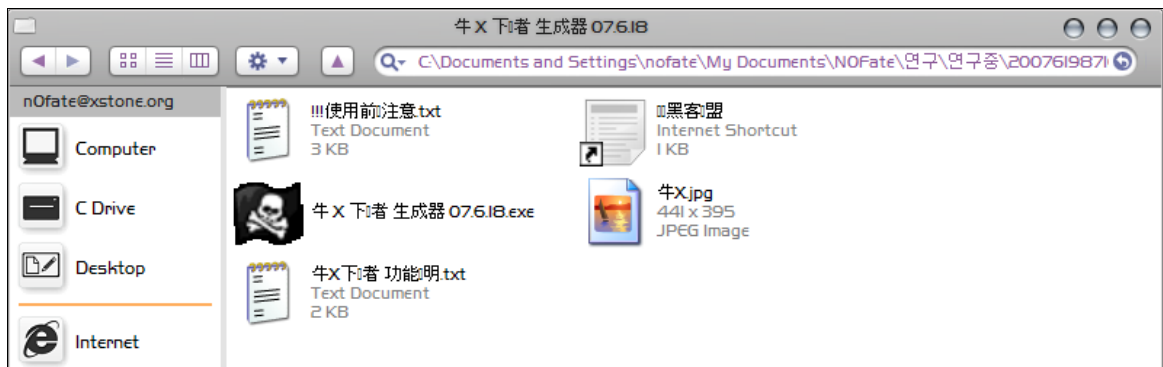 牛 X 下 者 生成器 07.6.18
C:\Documents and Settings\nofate\My Documents\N0Fate\연구\연구중\200761987
n0fate@xstone.org
Computer
C Drive
Desktop
Internet
!!!使用前 注意.txt
Text Document
3 KB
黑客 盟
Internet Shortcut
1 KB
牛 X 下 者 生成器 07.6.18.exe
牛X.jpg
441 x 395
JPEG Image
牛X下 者 功能 明.txt
Text Document
2 KB